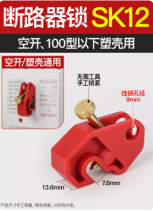 断路器锁 SK12
空开、100型以下塑壳用
空开/塑壳通用
无需工具
手工锁紧
挂锁孔径
9mm
13.6mm
7.8mm